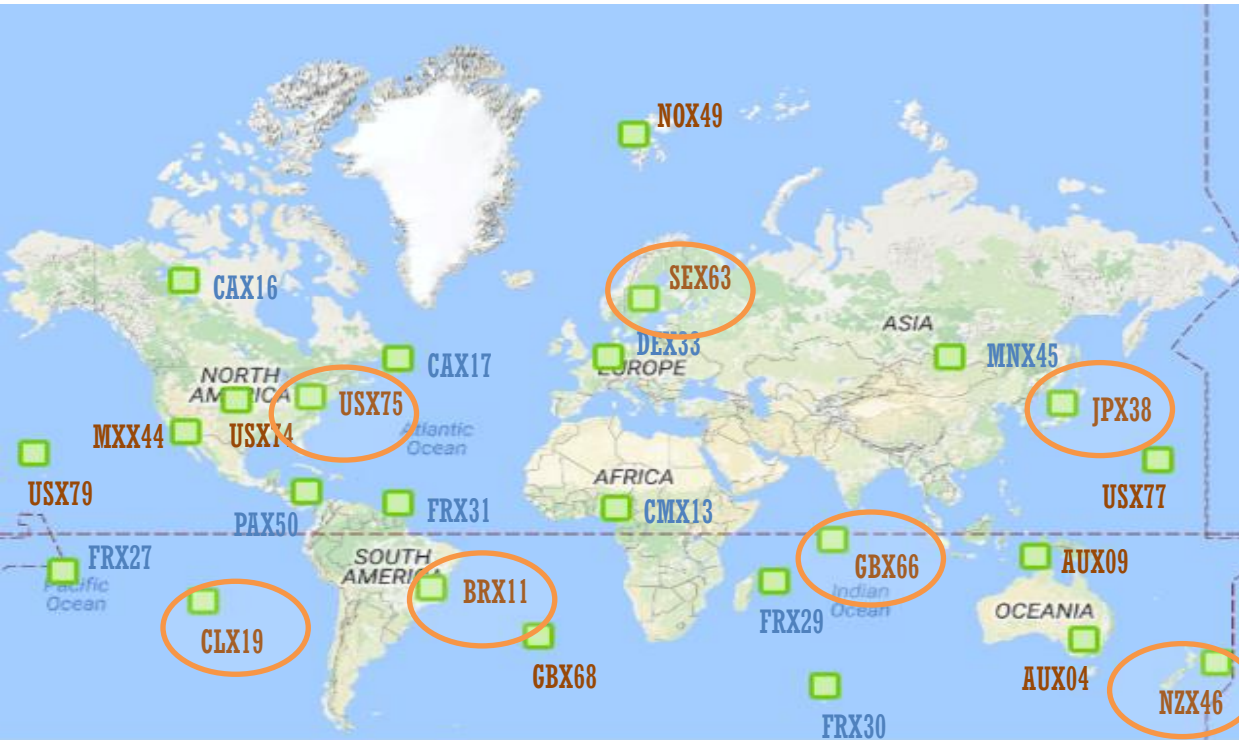 NOX49
SEX63
CAX16
ASIA
DEX33
MNX45
CAX17
EUROPE
NORTH
AMERICA
USX75
JPX38
MXX44
USX74
Atlantic
Ocean
AFRICA
USX79
USX77
PAX50
FRX31
CMX13
FRX27
SOUTH
AMERICA
GBX66
AUX09
Pacific
Ocean
BRX11
Indian
Ocean
FRX29
OCEANIA
CLX19
GBX68
AUX04
NZX46
FRX30